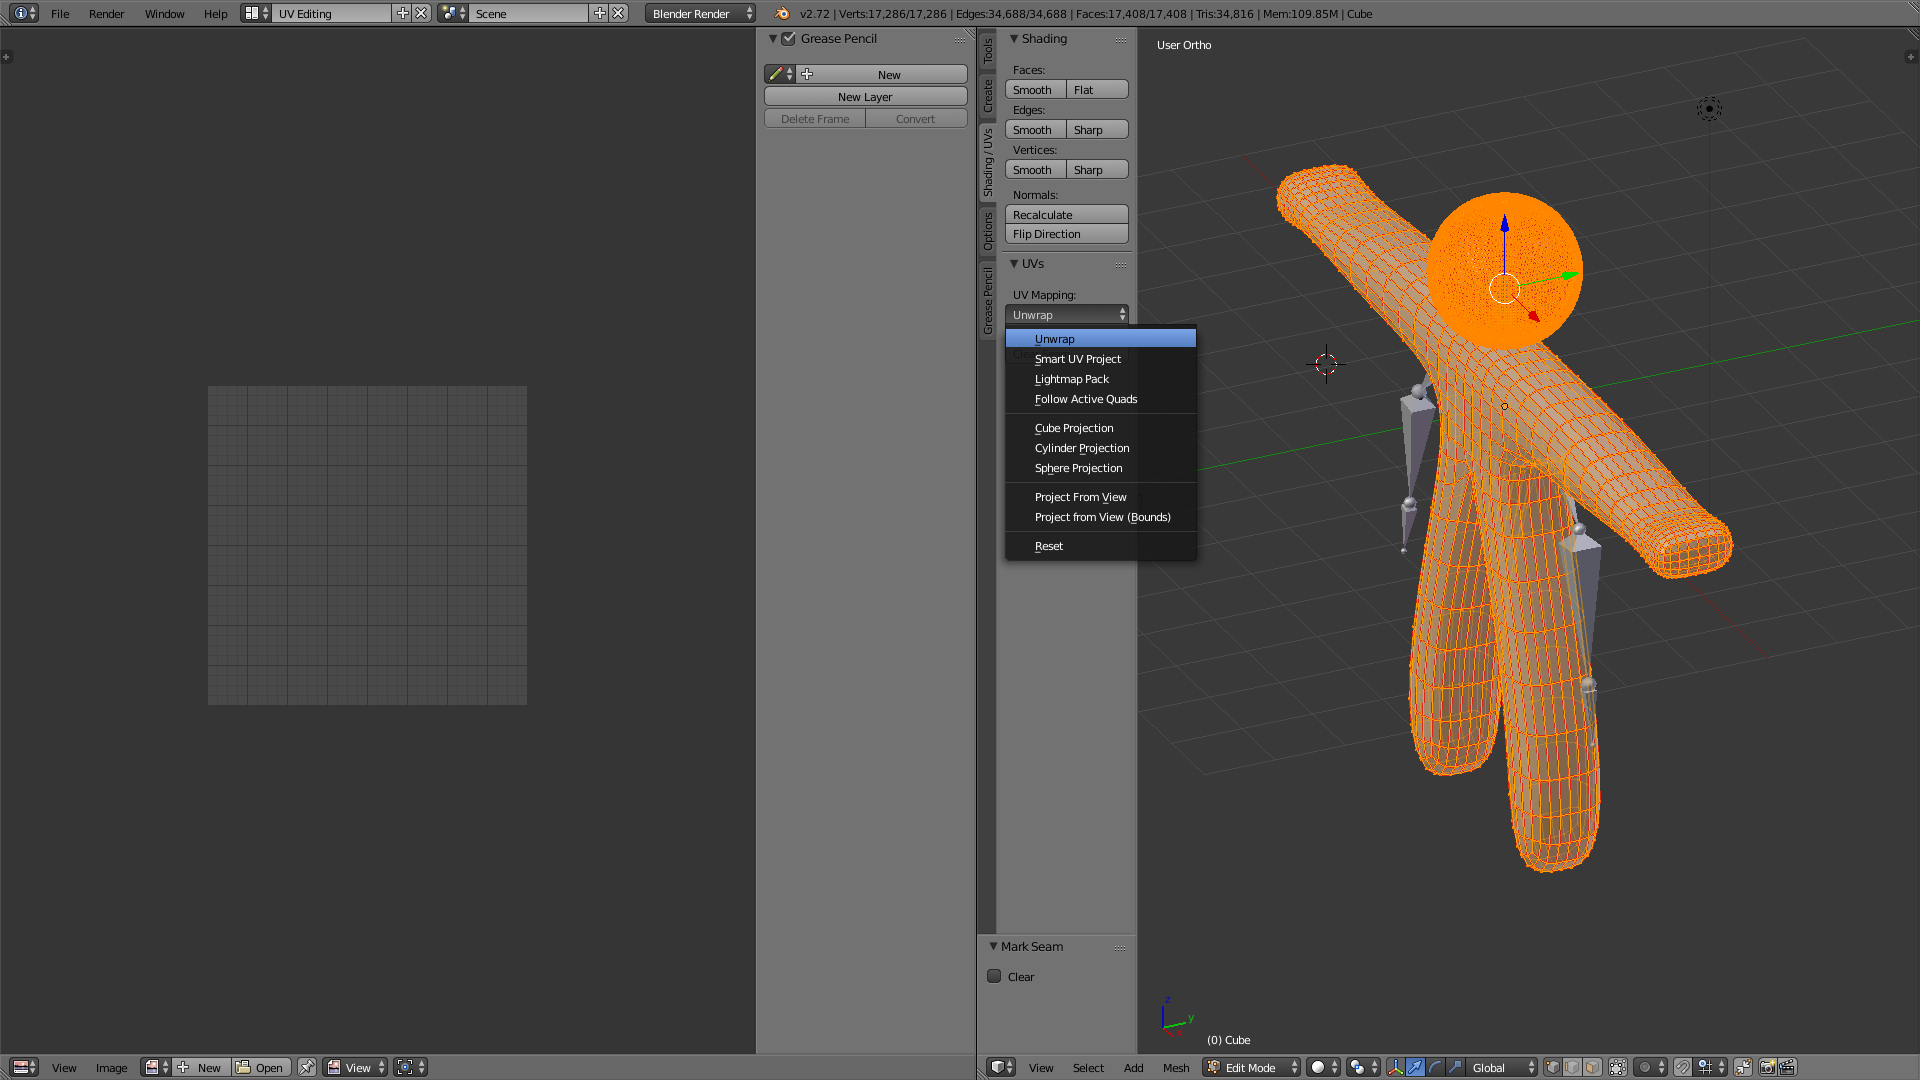 File Render Window Help UV Editing Scene Blender Render v2.72 | Verts:17,286/17,286 | Edges:34,688/34,688 | Faces:17,408/17,408 | Tris:34,816 | Mem:109.85M | Cube
Grease Pencil
New
New Layer
Delete Frame Convert
Tools
Create
Shading / UVs
Options
Grease Pencil
Shading
Faces:
Smooth Flat
Edges:
Smooth Sharp
Vertices:
Smooth Sharp
Normals:
Recalculate
Flip Direction
UVs
UV Mapping:
Unwrap
Unwrap
Smart UV Project
Lightmap Pack
Follow Active Quads
Cube Projection
Cylinder Projection
Sphere Projection
Project From View
Project from View (Bounds)
Reset
Mark Seam
Clear
User Ortho
z
y
x
(0) Cube
View Image New Open View
View Select Add Mesh Edit Mode Global